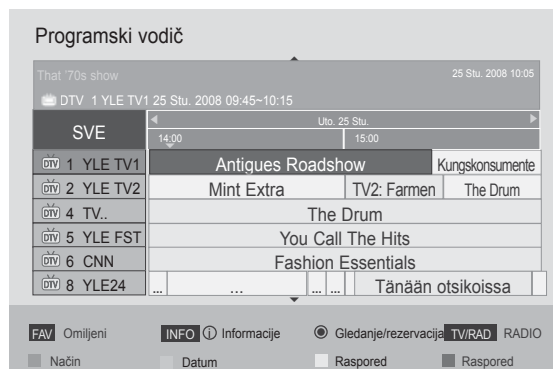 Programski vodič
That '70s show 25 Stu. 2008 10:05
DTV 1 YLE TV1 25 Stu. 2008 09:45~10:15
SVE Uto. 25 Stu.
14:00 15:00
DTV 1 YLE TV1 Antigues Roadshow Kungskonsumente
DTV 2 YLE TV2 Mint Extra TV2: Farmen The Drum
DTV 4 TV.. The Drum
DTV 5 YLE FST You Call The Hits
DTV 6 CNN Fashion Essentials
DTV 8 YLE24 ... ... ... ... Tänään otsikoissa
FAV Omiljeni INFO i Informacije Gledanje/rezervacija TV/RAD RADIO
Način Datum Raspored Raspored